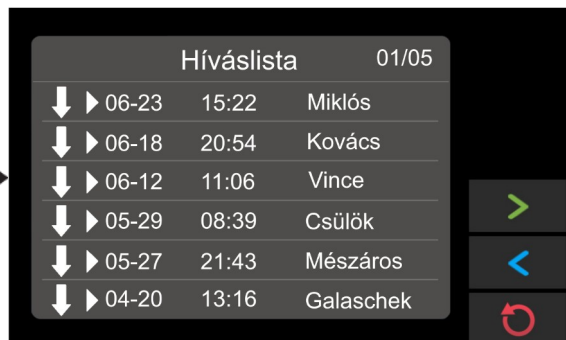 Híváslista 01/05
06-23 15:22 Miklós
06-18 20:54 Kovács
06-12 11:06 Vince
05-29 08:39 Csülök
05-27 21:43 Mészáros
04-20 13:16 Galaschek